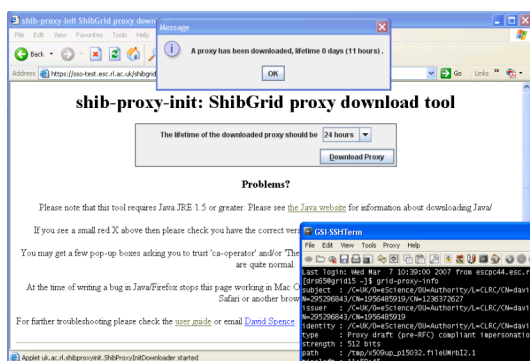 shib-proxy-init ShibGrid proxy dow
Message
File Edit View Favorites Tools Help
A proxy has been downloaded, lifetime 0 days (11 hours) .
Back
OK
Address https://sso-test.esc.rl.ac.uk/shibgrid
Go Links
shib-proxy-init: ShibGrid proxy download tool
The lifetime of the downloaded proxy should be 24 hours
Download Proxy
Problems?
Please note that this tool requires Java JRE 1.5 or greater. Please see the Java website for information about downloading Java/
If you see a small red X above then please check you have the correct ver
You may get a few pop-up boxes asking you to trust 'ca-operator' and/or 'The
are quite normal.
At the time of writing a bug in Java/Firefox stops this page working in Mac O
Safari or another brow
For further troubleshooting please check the user guide or email David Spence
Applet uk.ac.rl.shibproxyinit.ShibProxyInitDownloader started
GSI-SSHTerm
File Edit View Tools Proxy Help
Last login: Wed Mar 7 10:39:00 2007 from escpc44.esc.r
[drs65@grid15 ~]$ grid-proxy-info
subject : /C=UK/O=eScience/OU=Authority/L=CLRC/CN=davi
N=295296843/CN=1956485919/CN=1236372627
issuer : /C=UK/O=eScience/OU=Authority/L=CLRC/CN=davi
N=295296843/CN=1956485919
identity : /C=UK/O=eScience/OU=Authority/L=CLRC/CN=davi
type : Proxy draft (pre-RFC) compliant impersonatio
strength : 512 bits
path : /tmp/x509up_p15032.fileUMrbIZ.1